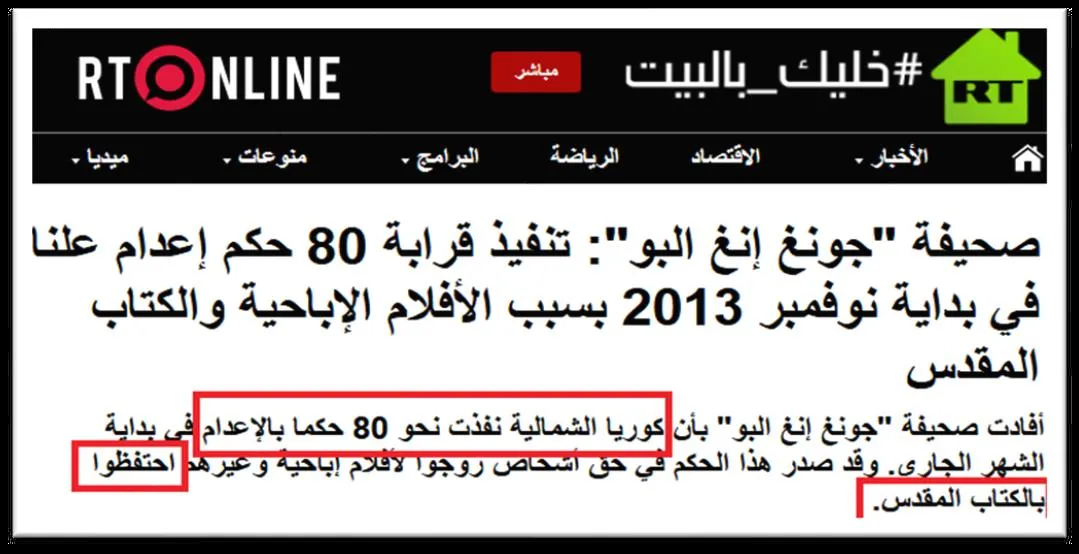 RT ONLINE
مباشر
#خليك_بالبيت
RT
الأخبار
الاقتصاد
الرياضة
البرامج
منوعات
ميديا
صحيفة "جونغ إنغ البو": تنفيذ قرابة 80 حكم إعدام علنا
في بداية نوفمبر 2013 بسبب الأفلام الإباحية والكتاب
المقدس
أفادت صحيفة "جونغ إنغ البو" بأن كوريا الشمالية نفذت نحو 80 حكما بالإعدام في بداية
الشهر الجاري. وقد صدر هذا الحكم في حق أشخاص روجوا لأفلام إباحية وغيرهم احتفظوا
بالكتاب المقدس.